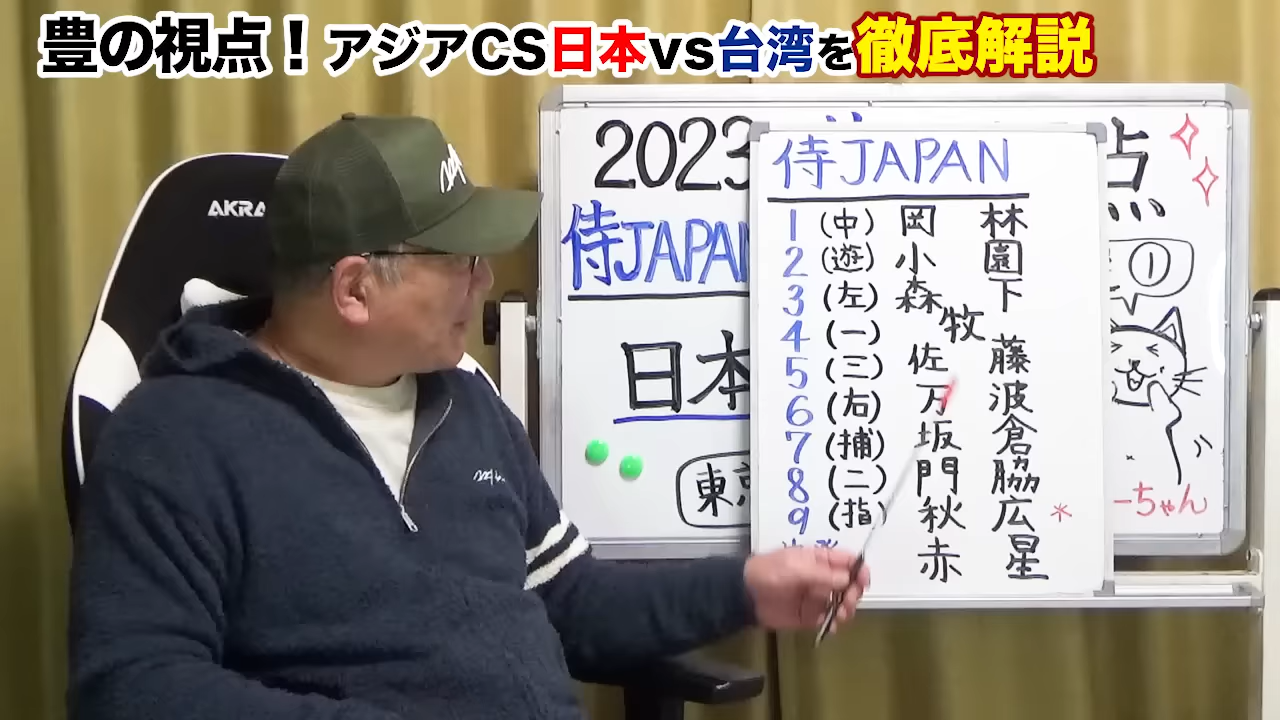 豊の視点！アジアCS日本vs台湾を徹底解説
AKRA
2023
点
侍JAPAN
日本
東京
①
ーちゃん
侍JAPAN
1 (中) 岡 林
2 (遊) 小 園
3 (左) 森 下
4 (一) 牧
5 (三) 佐 藤
6 (右) 万 波
7 (捕) 坂 倉
8 (二) 門 脇
9 (指) 秋 広 *
赤 星